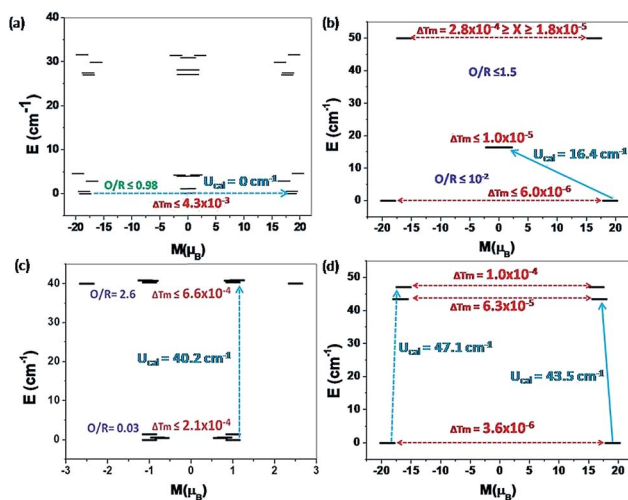 (a)
E (cm⁻¹)
40
30
20
10
0
O/R ≤ 0.98
U_cal = 0 cm⁻¹
ΔTm ≤ 4.3x10⁻³
-20 -15 -10 -5 0 5 10 15 20
M(μ_B)
(b)
E (cm⁻¹)
ΔTm = 2.8x10⁻⁴ ≥ X ≥ 1.8x10⁻⁵
50
40
30
20
10
0
O/R ≤1.5
ΔTm ≤ 1.0x10⁻⁵
U_cal = 16.4 cm⁻¹
O/R ≤10⁻²
ΔTm ≤ 6.0x10⁻⁶
-20 -15 -10 -5 0 5 10 15 20
M(μ_B)
(c)
E (cm⁻¹)
50
40
30
20
10
0
O/R= 2.6
ΔTm ≤ 6.6x10⁻⁴
U_cal = 40.2 cm⁻¹
O/R= 0.03
ΔTm ≤ 2.1x10⁻⁴
-3 -2 -1 0 1 2 3
M(μ_B)
(d)
E (cm⁻¹)
50
40
30
20
10
0
ΔTm = 1.0x10⁻⁴
ΔTm = 6.3x10⁻⁵
U_cal = 47.1 cm⁻¹
U_cal = 43.5 cm⁻¹
ΔTm = 3.6x10⁻⁶
-20 -15 -10 -5 0 5 10 15 20
M(μ_B)